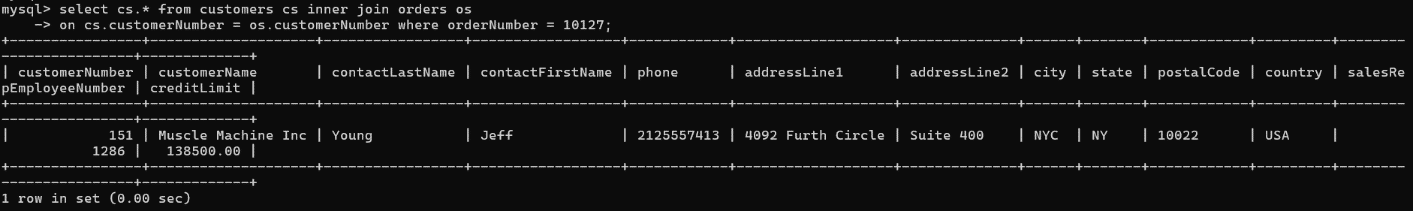 mysql> select cs.* from customers cs inner join orders os
    -> on cs.customerNumber = os.customerNumber where orderNumber = 10127;
+----------------+--------------------+-----------------+------------------+------------+-------------------+--------------+------+-------+------------+---------+--------
----------------+-------------+
| customerNumber | customerName       | contactLastName | contactFirstName | phone      | addressLine1      | addressLine2 | city | state | postalCode | country | salesRe
pEmployeeNumber | creditLimit |
+----------------+--------------------+-----------------+------------------+------------+-------------------+--------------+------+-------+------------+---------+--------
----------------+-------------+
|            151 | Muscle Machine Inc | Young           | Jeff             | 2125557413 | 4092 Furth Circle | Suite 400    | NYC  | NY    | 10022      | USA     |
           1286 |   138500.00 |
+----------------+--------------------+-----------------+------------------+------------+-------------------+--------------+------+-------+------------+---------+--------
----------------+-------------+
1 row in set (0.00 sec)